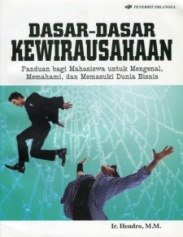 PENERBIT ERLANGGA
DASAR-DASAR
KEWIRAUSAHAAN
Panduan bagi Mahasiswa untuk Mengenal,
Memahami, dan Memasuki Dunia Bisnis
Ir. Hendro, M.M.